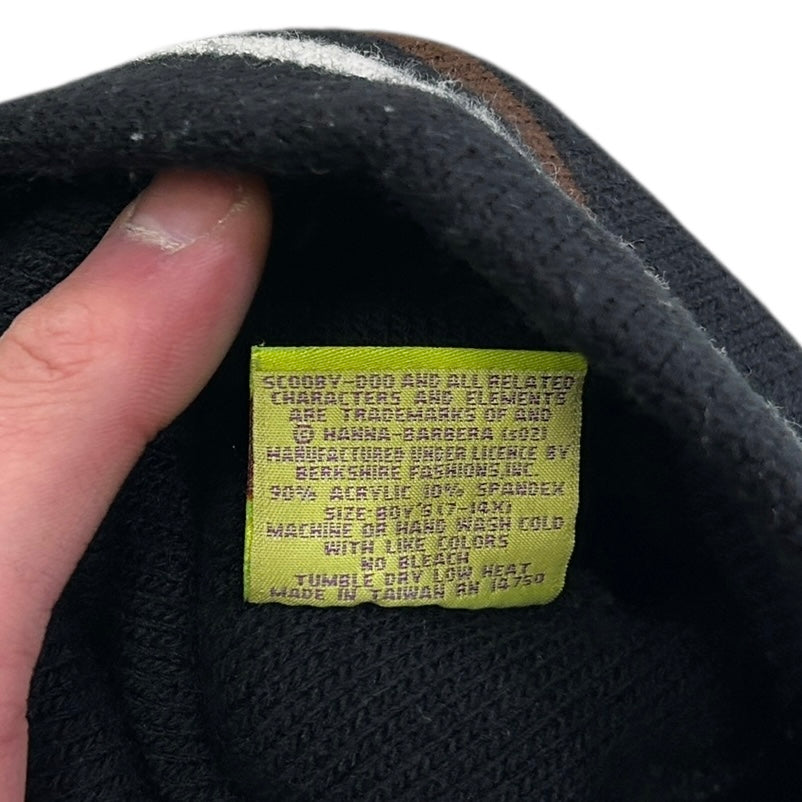 SCOOBY-DOO AND ALL RELATED
CHARACTERS AND ELEMENTS
ARE TRADEMARKS OF AND
© HANNA-BARBERA (s02)
MANUFACTURED UNDER LICENCE BY
BERKSHIRE FASHIONS, INC.
90% ACRYLIC 10% SPANDEX
SIZE BOY'S (7-14X)
MACHINE OR HAND WASH COLD
WITH LIKE COLORS
NO BLEACH
TUMBLE DRY LOW HEAT
MADE IN TAIWAN RN 14750